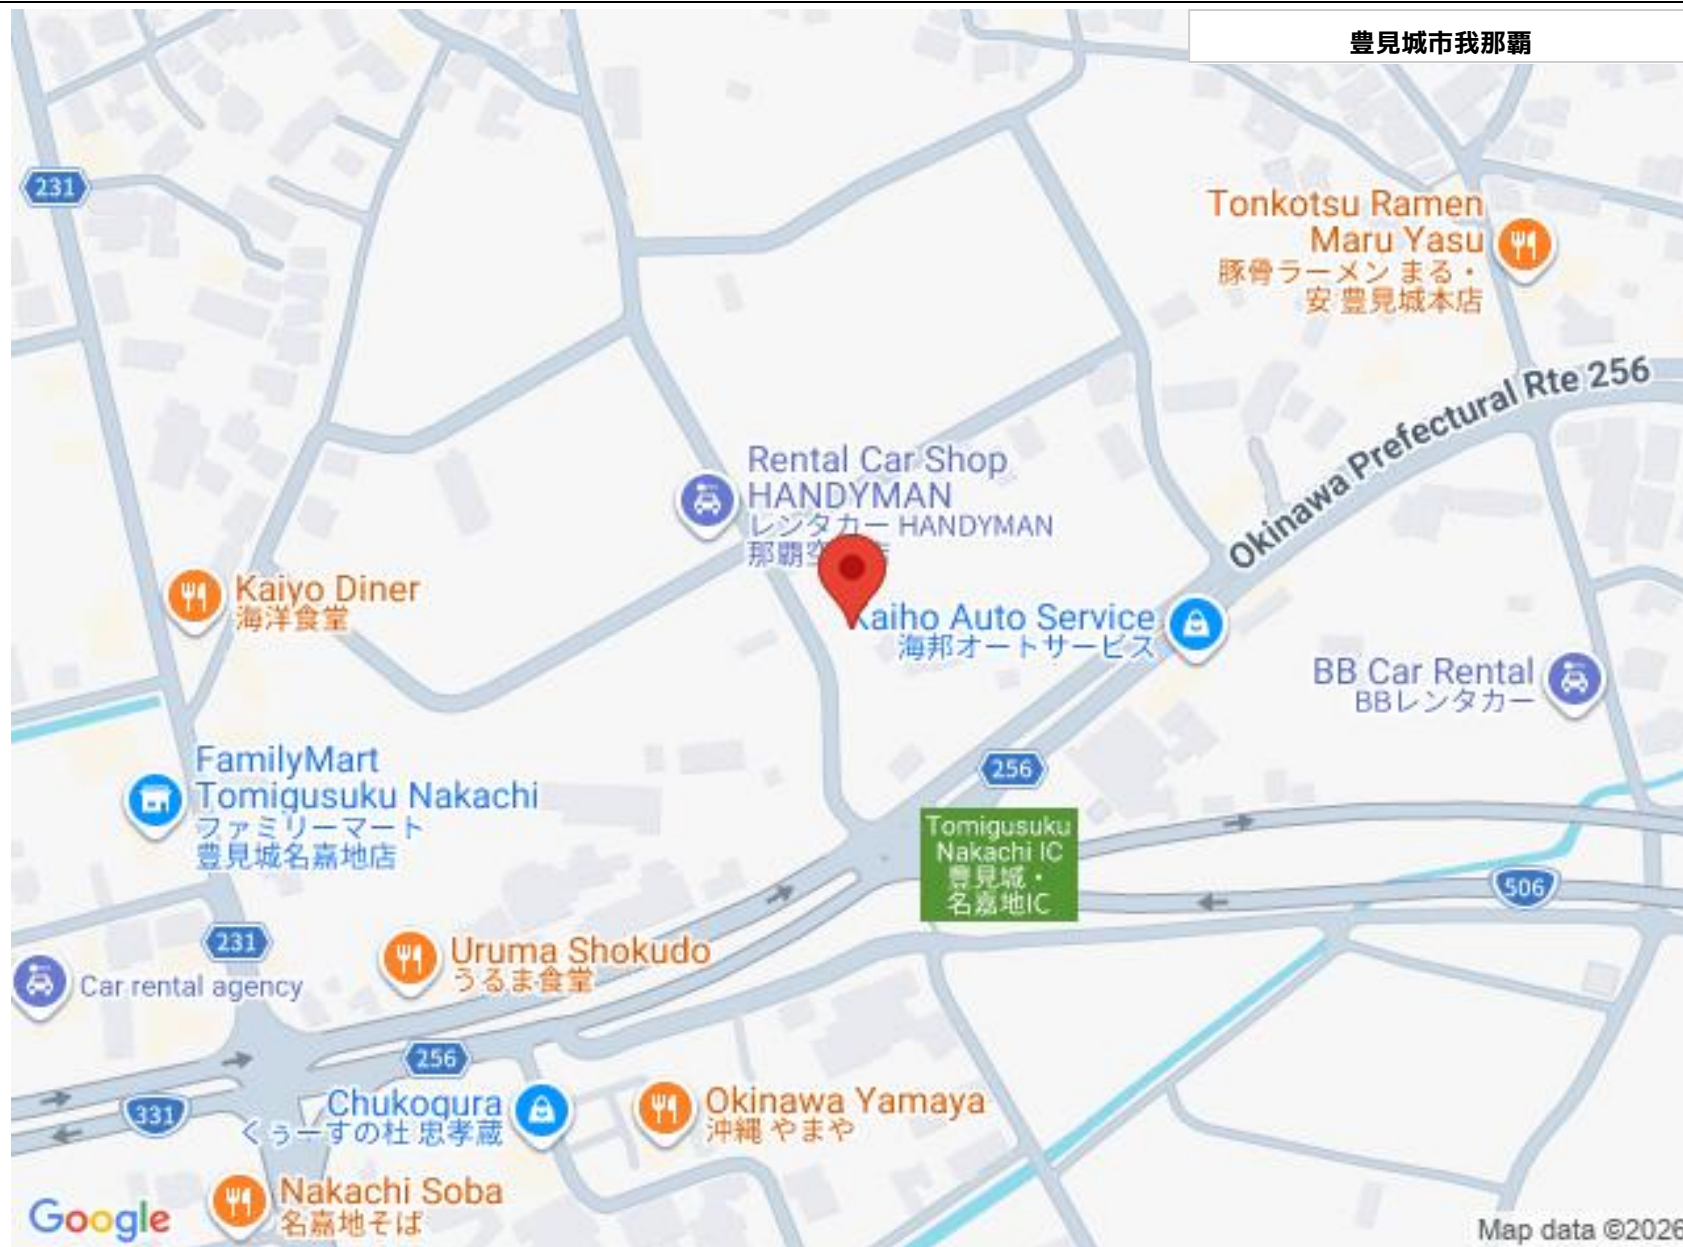 豊見城市我那覇
231
Tonkotsu Ramen
Maru Yasu
豚骨ラーメン まる・
安 豊見城本店
Okinawa Prefectural Rte 256
Rental Car Shop
HANDYMAN
レンタカー HANDYMAN
那覇空
Kaiyo Diner
海洋食堂
Kaiho Auto Service
海邦オートサービス
BB Car Rental
BBレンタカー
FamilyMart
Tomigusuku Nakachi
ファミリーマート
豊見城名嘉地店
256
Tomigusuku
Nakachi IC
豊見城・
名嘉地IC
506
231
Uruma Shokudo
うるま食堂
Car rental agency
256
331
Chukogura
くぅーすの杜 忠孝蔵
Okinawa Yamaya
沖縄 やまや
Nakachi Soba
名嘉地そば
Google
Map data ©2026